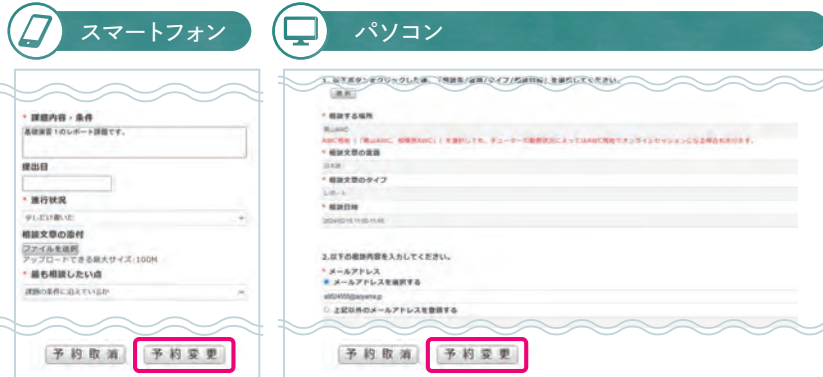 スマートフォン
パソコン
* 課題内容・条件
基礎演習1のレポート課題です。
提出日
* 進行状況
少しだけ書いた
相談文章の添付
ファイルを選択
アップロードできる最大サイズ:100M
* 最も相談したい点
課題の条件に沿えているか
予約取消
予約変更
1. 以下ボタンをクリックした後、「相談場所/言語/タイプ/相談日時」を選択してください。
選択
* 相談する場所
青山AWC
* 相談文章の言語
日本語
* 相談文章のタイプ
レポート
* 相談日時
2.以下の相談内容を入力してください。
* メールアドレス
メールアドレスを選択する
上記以外のメールアドレスを登録する
予約取消
予約変更